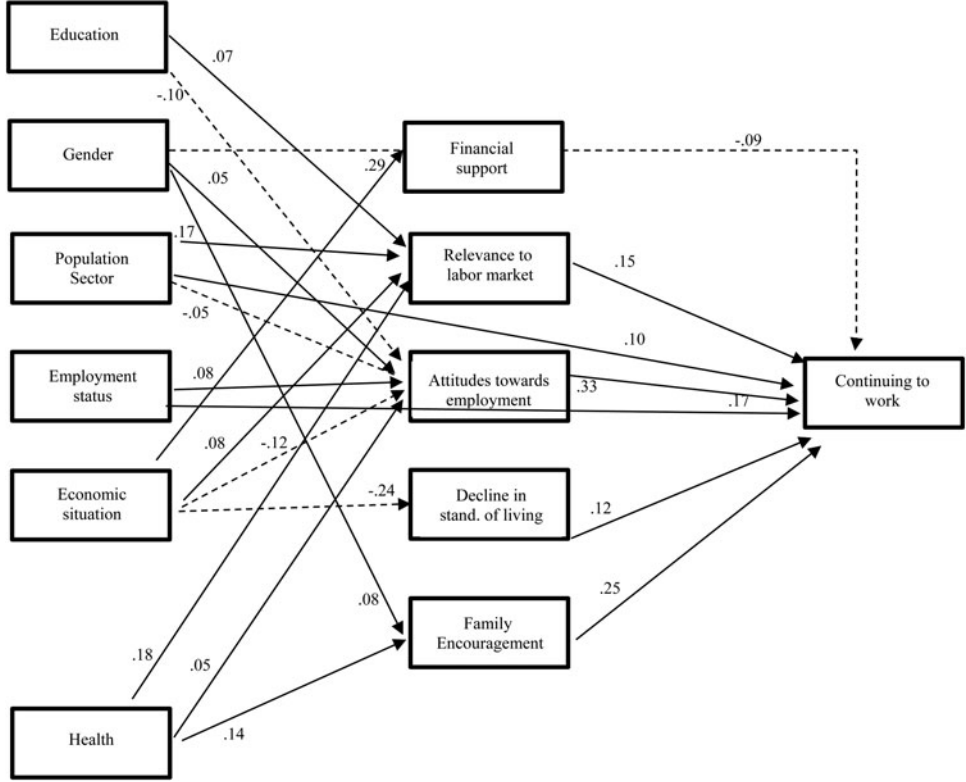 Education
.07
-.10
Gender
Financial
support
-.09
.29
.05
Population
Sector
.17
Relevance to
labor market
.15
-.05
.10
Employment
status
.08
Attitudes towards
employment
.33
.17
Continuing to
work
.08
-.12
Economic
situation
-.24
Decline in
stand. of living
.12
.25
.08
Family
Encouragement
.18
.05
Health
.14